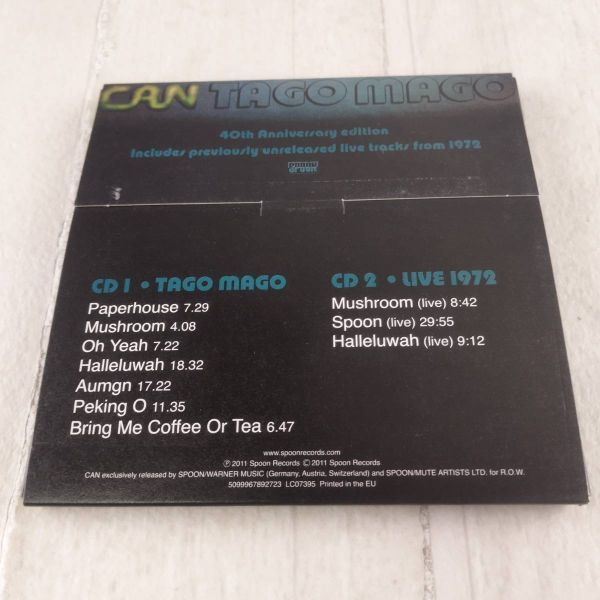 CAN TAGO MAGO
40th Anniversary edition
Includes previously unreleased live tracks from 1972
spoon
CD 1 • TAGO MAGO
Paperhouse 7.29
Mushroom 4.08
Oh Yeah 7.22
Halleluwah 18.32
Aumgn 17.22
Peking O 11.35
Bring Me Coffee Or Tea 6.47
CD 2 • LIVE 1972
Mushroom (live) 8:42
Spoon (live) 29:55
Halleluwah (live) 9:12
www.spoonrecords.com
℗ 2011 Spoon Records © 2011 Spoon Records
CAN exclusively released by SPOON/WARNER MUSIC (Germany, Austria, Switzerland) and SPOON/MUTE ARTISTS LTD. for R.O.W.
5099967892723 LC07395 Printed in the EU